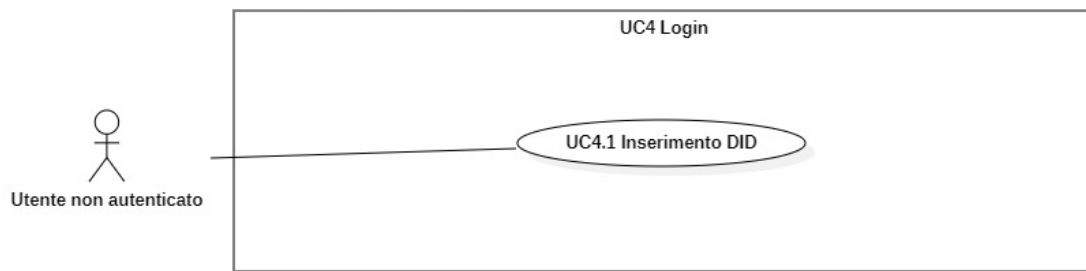 UC4 Login
UC4.1 Inserimento DID
Utente non autenticato